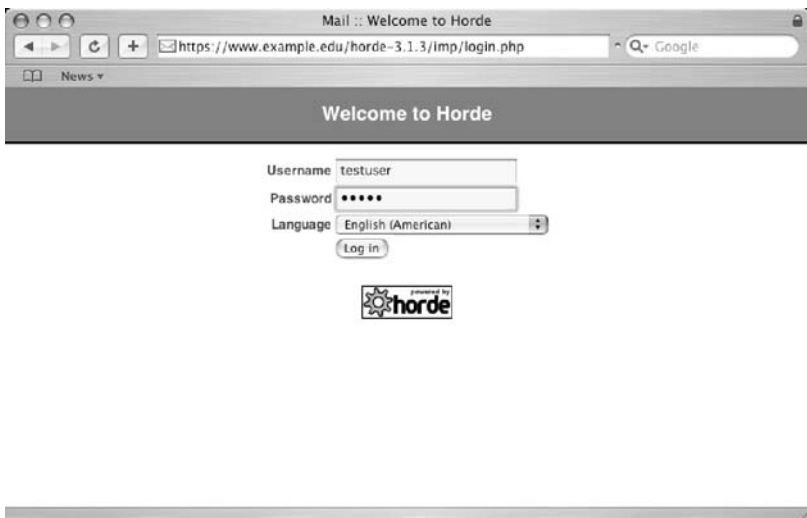 Mail :: Welcome to Horde
https://www.example.edu/horde-3.1.3/imp/login.php
Google
News
Welcome to Horde
Username testuser
Password •••••
Language English (American)
Log in
powered by
horde